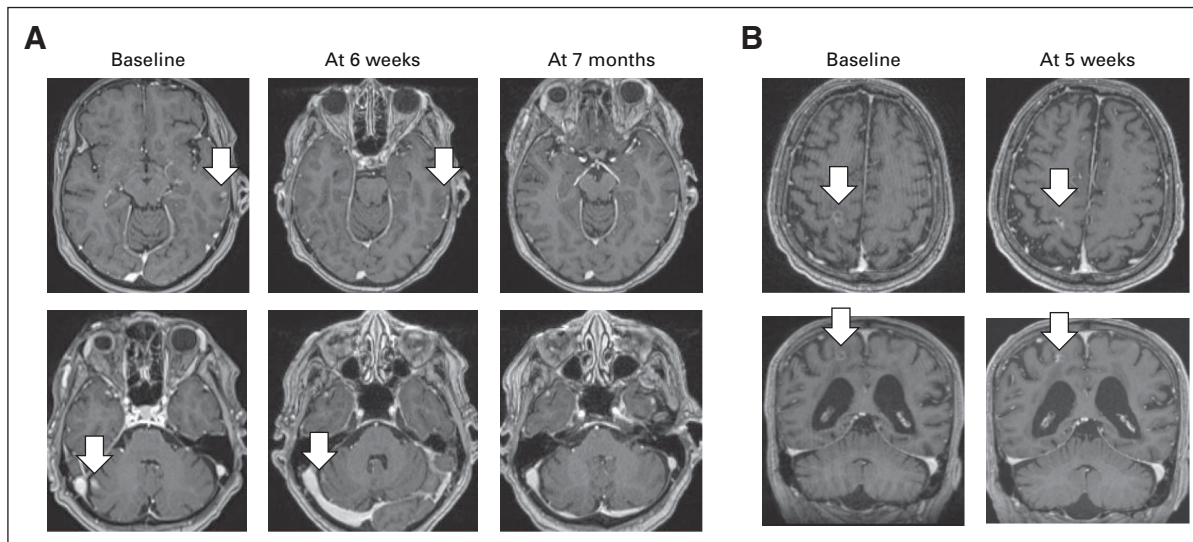 A
Baseline
At 6 weeks
At 7 months
B
Baseline
At 5 weeks